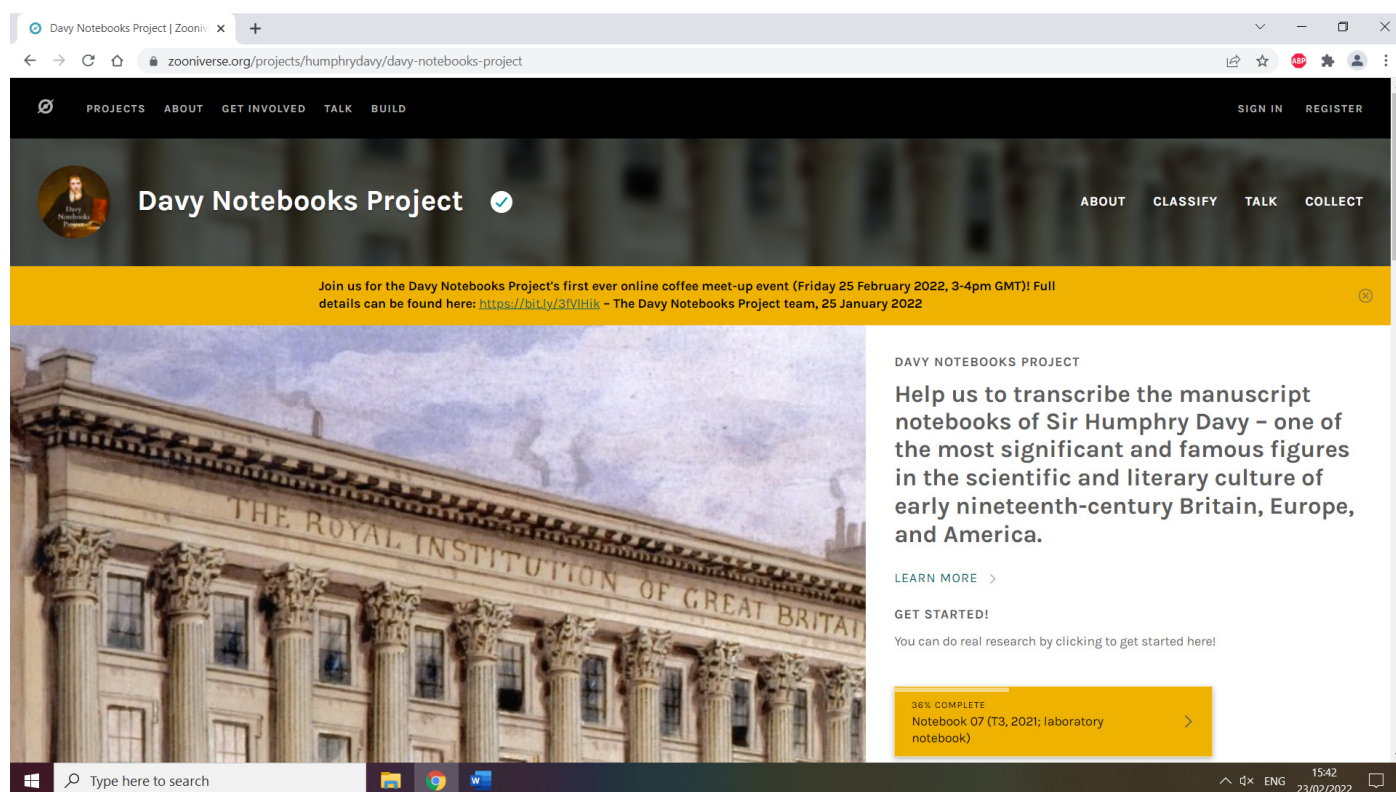 Davy Notebooks Project | Zooniv
zooniverse.org/projects/humphrydavy/davy-notebooks-project
ABP
PROJECTS ABOUT GET INVOLVED TALK BUILD
SIGN IN REGISTER
Davy
Notebooks
Project
Davy Notebooks Project
ABOUT CLASSIFY TALK COLLECT
Join us for the Davy Notebooks Project's first ever online coffee meet-up event (Friday 25 February 2022, 3-4pm GMT)! Full
details can be found here: https://bit.ly/3fVlHik – The Davy Notebooks Project team, 25 January 2022
THE ROYAL INSTITUTION OF GREAT BRITAI
DAVY NOTEBOOKS PROJECT
Help us to transcribe the manuscript
notebooks of Sir Humphry Davy – one of
the most significant and famous figures
in the scientific and literary culture of
early nineteenth-century Britain, Europe,
and America.
LEARN MORE
GET STARTED!
You can do real research by clicking to get started here!
36% COMPLETE
Notebook 07 (T3, 2021; laboratory
notebook)
Type here to search
W
ENG
15:42
23/02/2022